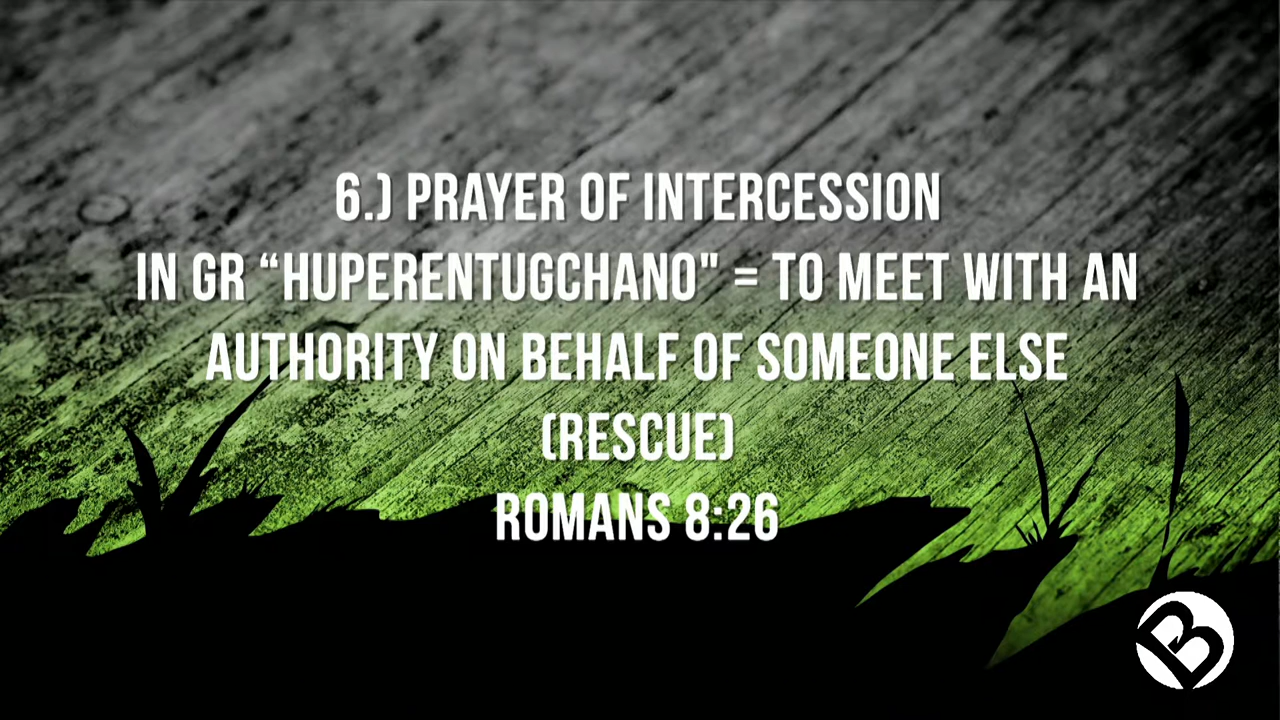 6.) PRAYER OF INTERCESSION
IN GR “HUPERENTUGCHANO" = TO MEET WITH AN
AUTHORITY ON BEHALF OF SOMEONE ELSE
(RESCUE)
ROMANS 8:26
B